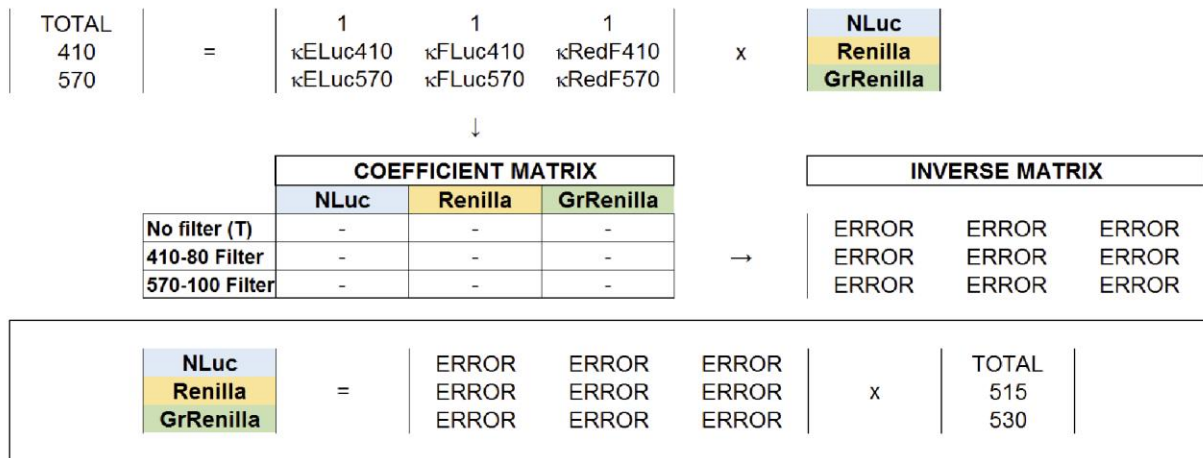 TOTAL 1 1 1 NLuc
410 = κELuc410 κFLuc410 κRedF410 x Renilla
570 κELuc570 κFLuc570 κRedF570 GrRenilla
↓
COEFFICIENT MATRIX INVERSE MATRIX
NLuc Renilla GrRenilla
No filter (T) - - - ERROR ERROR ERROR
410-80 Filter - - - → ERROR ERROR ERROR
570-100 Filter - - - ERROR ERROR ERROR
NLuc ERROR ERROR ERROR TOTAL
Renilla = ERROR ERROR ERROR x 515
GrRenilla ERROR ERROR ERROR 530